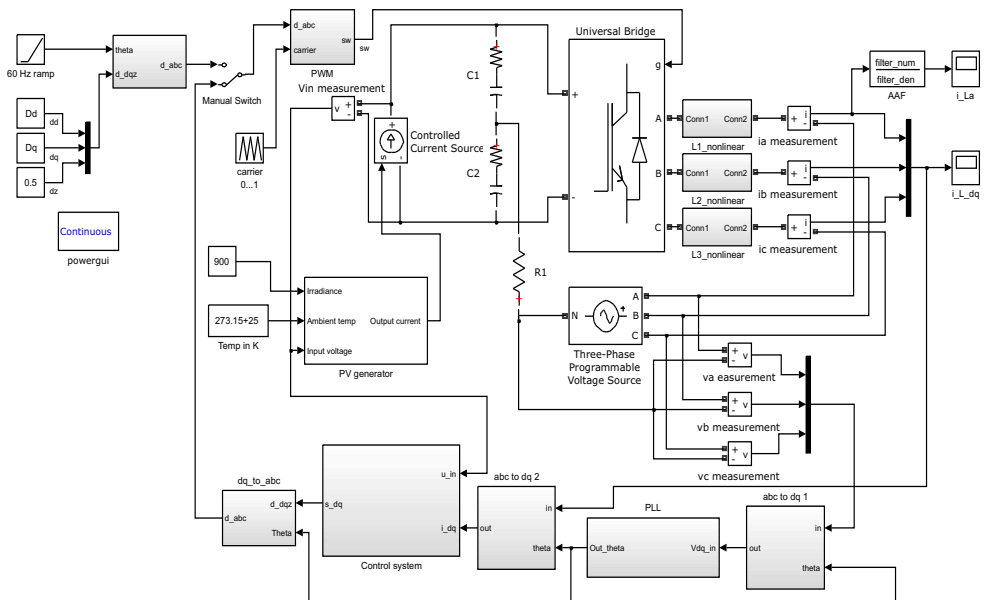 60 Hz ramp
theta
d_dqz
d_abc
Manual Switch
d_abc
carrier
sw
sw
PWM
Vin measurement
v
+
-
Dd
dd
Dq
dq
0.5
dz
carrier
0...1
Continuous
powergui
+
s
-
Controlled
Current Source
C1
C2
R1
Universal Bridge
g
+
-
A
B
C
Conn1
Conn2
L1_nonlinear
Conn1
Conn2
L2_nonlinear
Conn1
Conn2
L3_nonlinear
+
i
-
ia measurement
+
i
-
ib measurement
+
i
-
ic measurement
filter_num
filter_den
AAF
i_La
i_L_dq
900
273.15+25
Temp in K
Irradiance
Ambient temp
Input voltage
Output current
PV generator
N
+
A
B
C
Three-Phase
Programmable
Voltage Source
+
-
v
va easurement
+
-
v
vb measurement
+
-
v
vc measurement
dq_to_abc
d_abc
d_dqz
Theta
s_dq
u_in
i_dq
Control system
abc to dq 2
out
in
theta
PLL
Out_theta
Vdq_in
abc to dq 1
out
in
theta